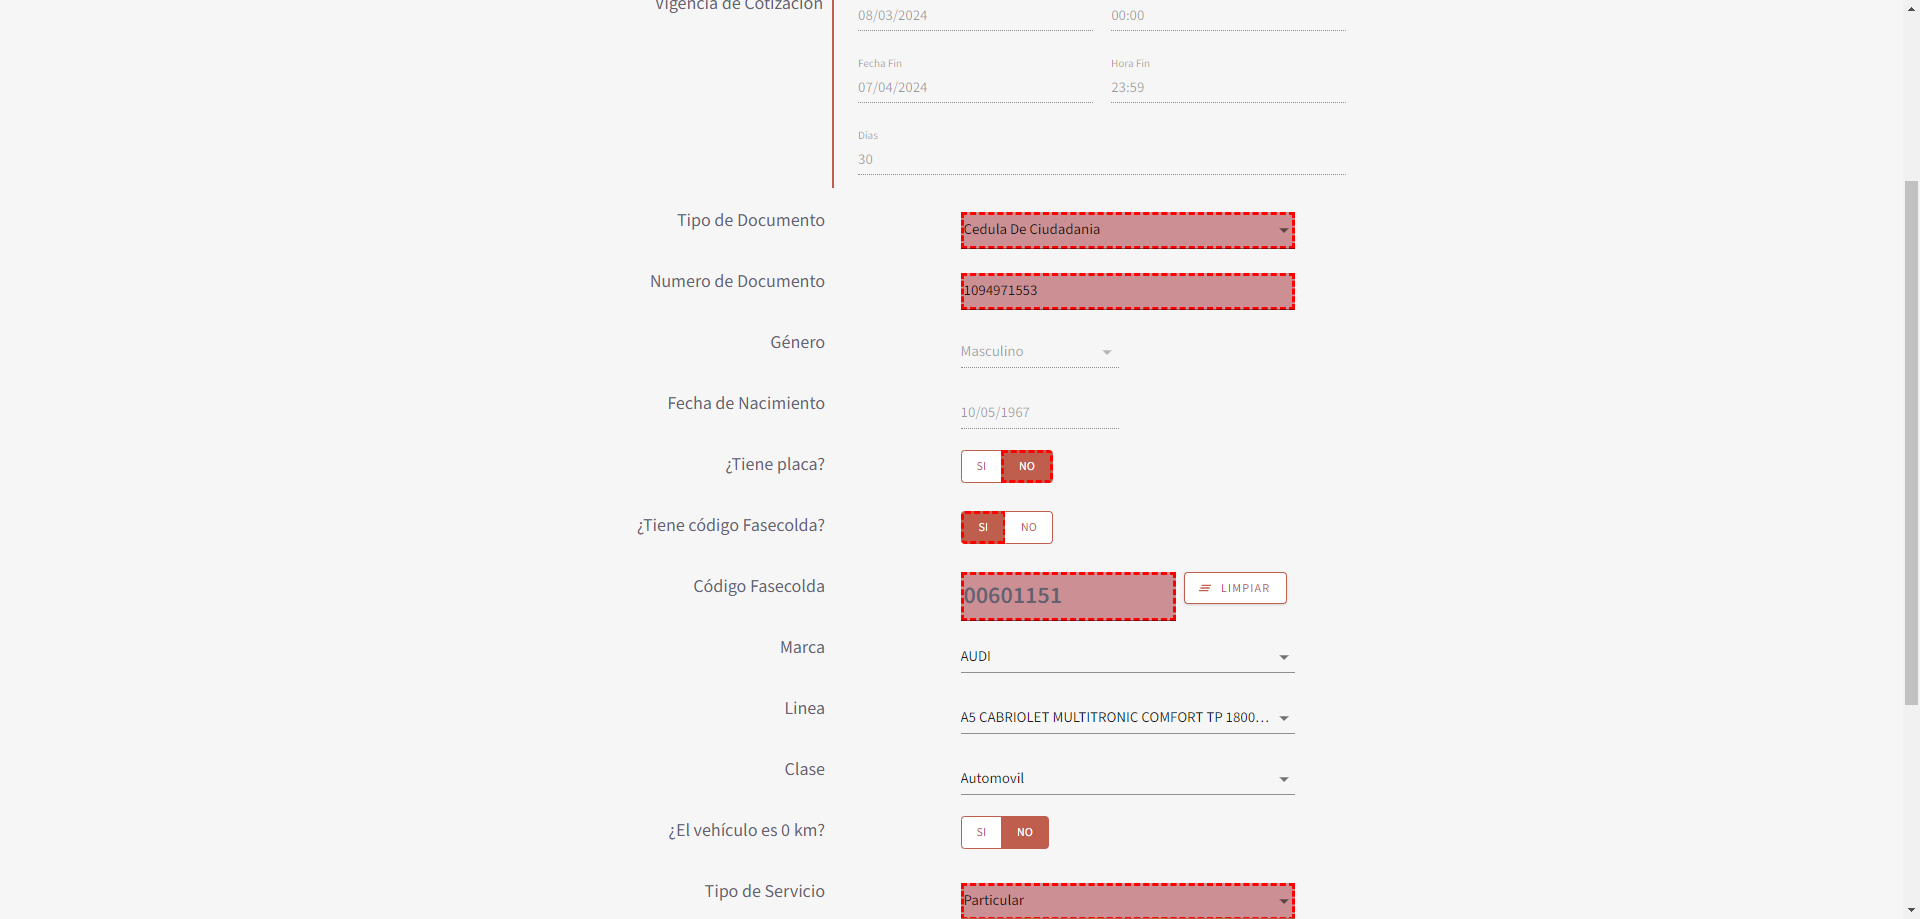 Vigencia de Cotización
08/03/2024
00:00
Fecha Fin
Hora Fin
07/04/2024
23:59
Dias
30
Tipo de Documento
Cedula De Ciudadania
Numero de Documento
1094971553
Género
Masculino
Fecha de Nacimiento
10/05/1967
¿Tiene placa?
SI
NO
¿Tiene código Fasecolda?
SI
NO
Código Fasecolda
00601151
LIMPIAR
Marca
AUDI
Linea
A5 CABRIOLET MULTITRONIC COMFORT TP 1800...
Clase
Automovil
¿El vehículo es 0 km?
SI
NO
Tipo de Servicio
Particular